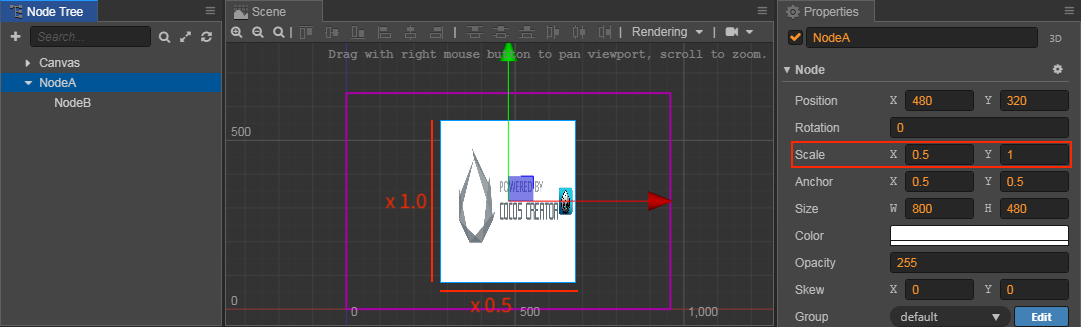 Node Tree
Search...
Canvas
NodeA
NodeB
Scene
Rendering
Drag with right mouse button to pan viewport, scroll to zoom.
500
POWERED BY
COCOS CREATOR
x 1.0
x 0.5
0
0
500
1,000
Properties
NodeA
3D
Node
Position X 480 Y 320
Rotation 0
Scale X 0.5 Y 1
Anchor X 0.5 Y 0.5
Size W 800 H 480
Color
Opacity 255
Skew X 0 Y 0
Group default Edit